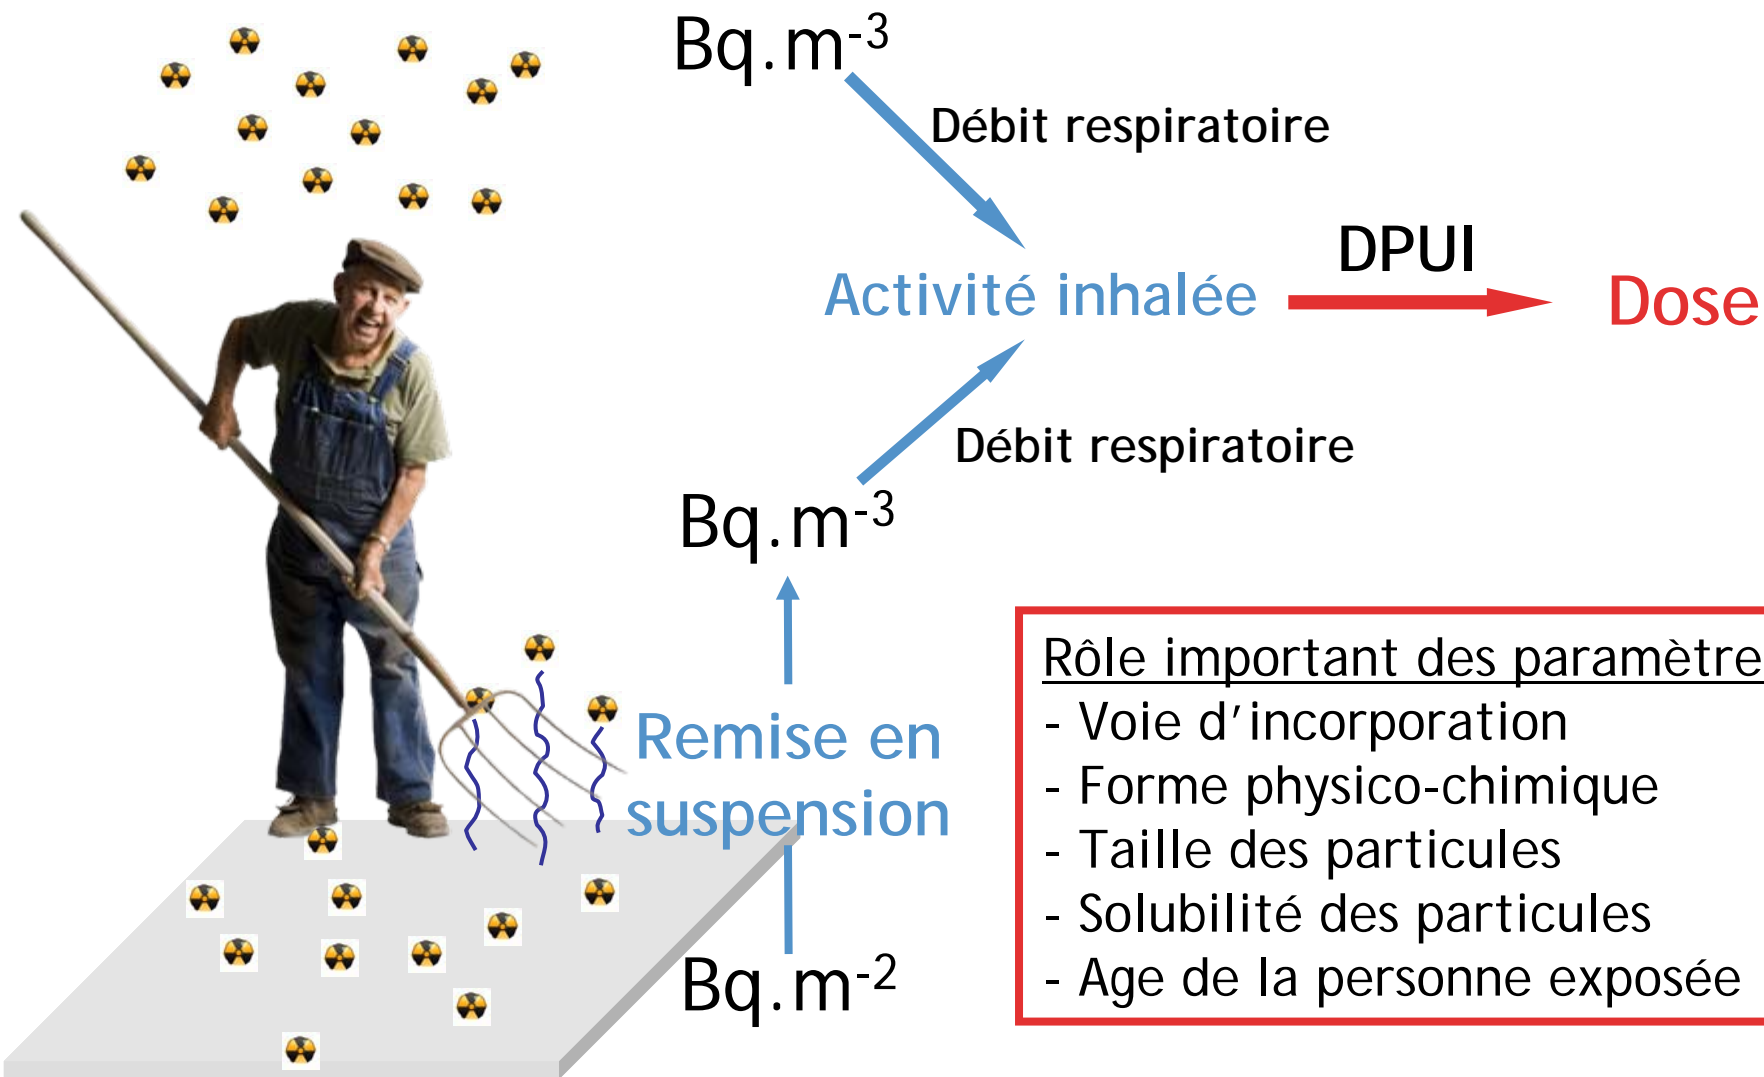 Bq.m-3
Débit respiratoire
DPUI
Activité inhalée
Dose
Débit respiratoire
Bq.m-3
Remise en
suspension
Bq.m-2
Rôle important des paramètre
- Voie d'incorporation
- Forme physico-chimique
- Taille des particules
- Solubilité des particules
- Age de la personne exposée